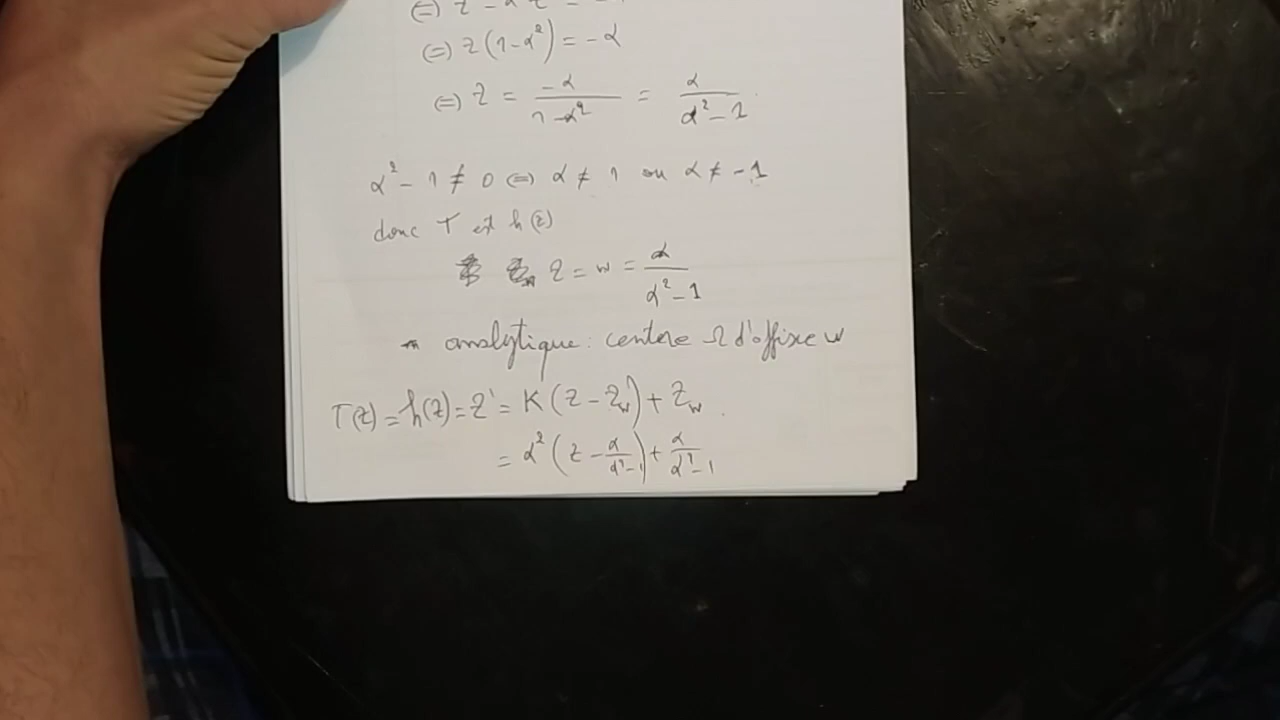 (=) z(1-α²) = -α
(=) z = -α/(1-α²) = α/(α²-1)
α² - 1 ≠ 0 (=) α ≠ 1 ou α ≠ -1
donc T est h(z)
z = w = α/(α²-1)
analytique : centere Ω d'affixe w
T(z) = h(z) = z' = K(z - z_w) + z_w
= α²(z - α/(α²-1)) + α/(α²-1)